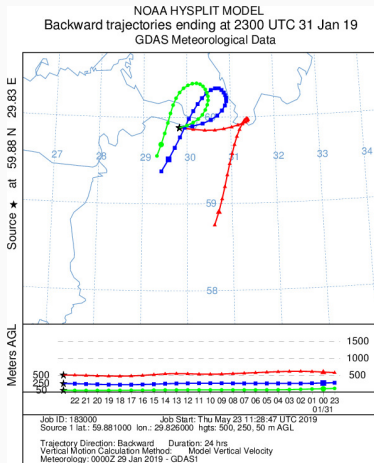 NOAA HYSPLIT MODEL
Backward trajectories ending at 2300 UTC 31 Jan 19
GDAS Meteorological Data
Source ★ at 59.88 N 29.83 E
27 28 29 30 31 32 33 34
60
59
58
Meters AGL
1500
1000
500 500
250
50
22 21 20 19 18 17 16 15 14 13 12 11 10 09 08 07 06 05 04 03 02 01 00 23
01/31
Job ID: 183000 Job Start: Thu May 23 11:28:47 UTC 2019
Source 1 lat.: 59.881000 lon.: 29.826000 hgts: 500, 250, 50 m AGL
Trajectory Direction: Backward Duration: 24 hrs
Vertical Motion Calculation Method: Model Vertical Velocity
Meteorology: 0000Z 29 Jan 2019 - GDAS1